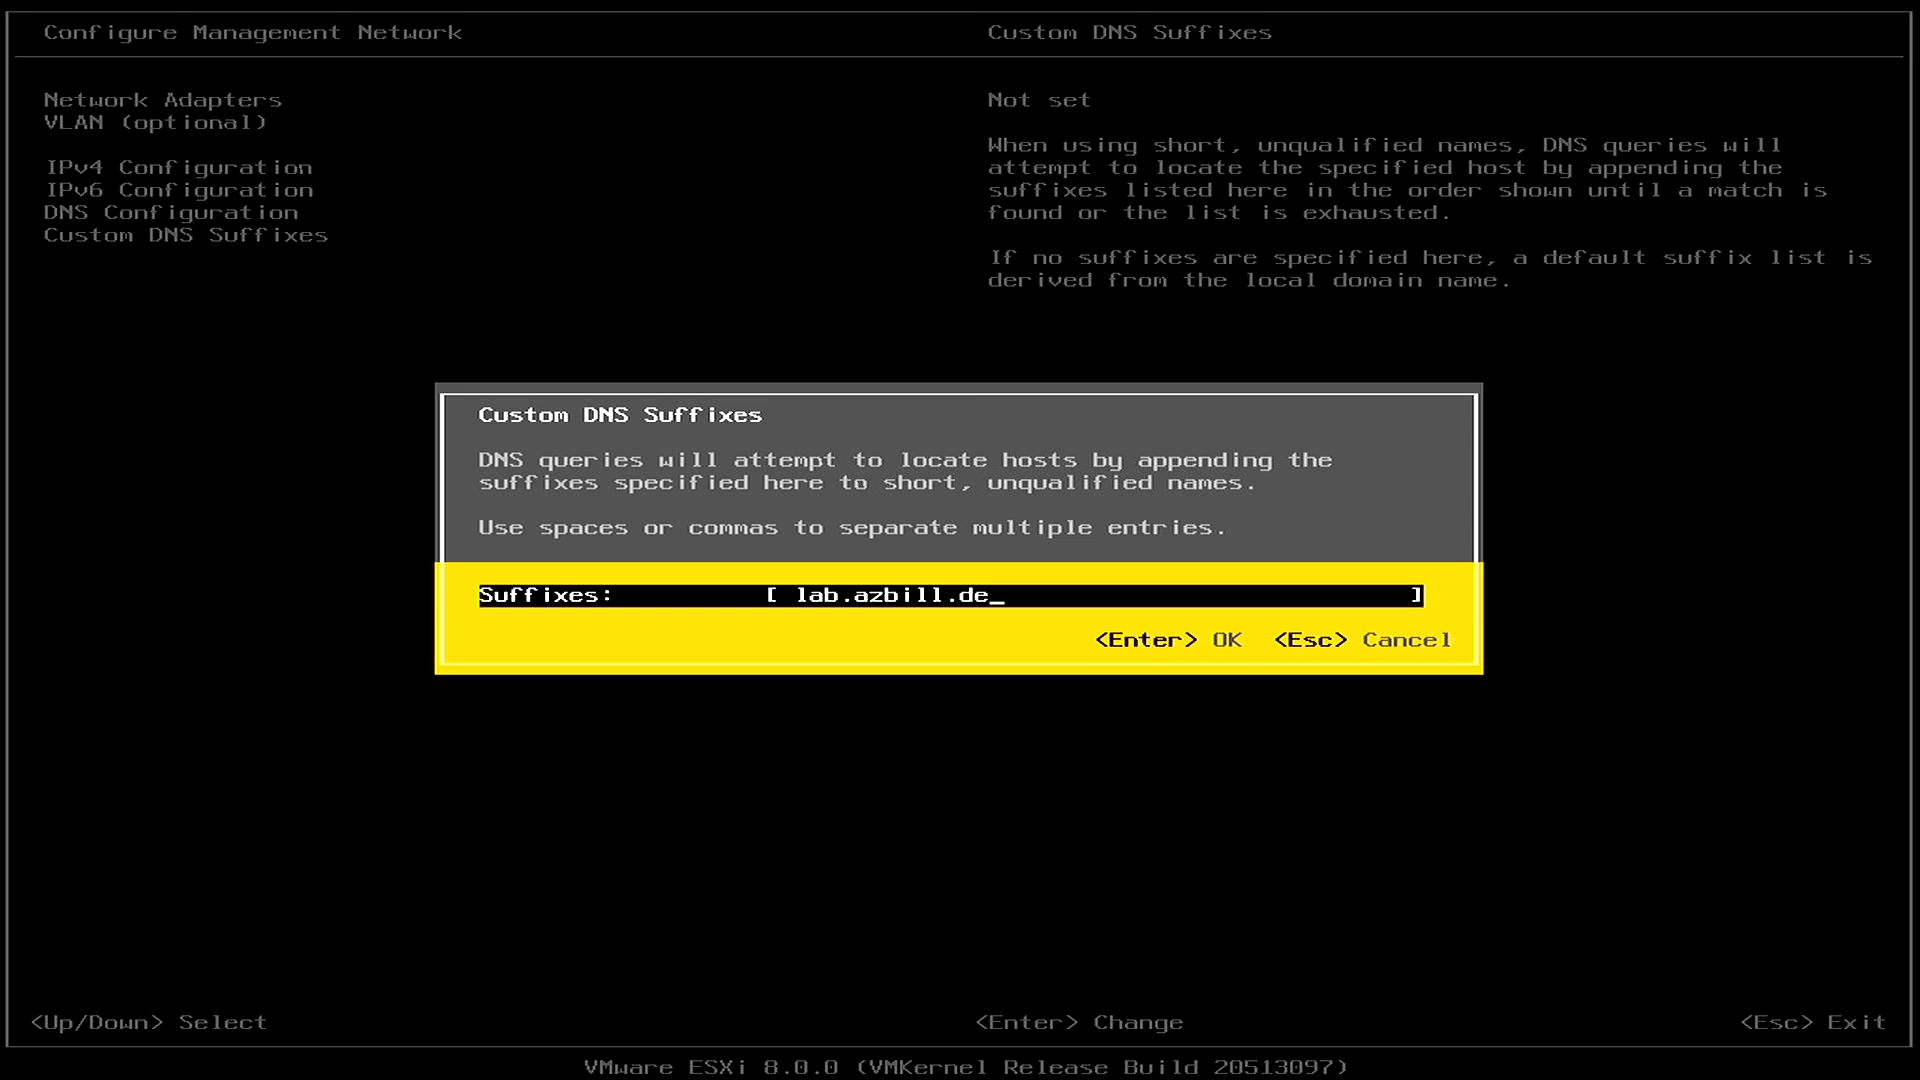 Configure Management Network
Custom DNS Suffixes
Network Adapters
VLAN (optional)
IPv4 Configuration
IPv6 Configuration
DNS Configuration
Custom DNS Suffixes
Not set
When using short, unqualified names, DNS queries will
attempt to locate the specified host by appending the
suffixes listed here in the order shown until a match is
found or the list is exhausted.
If no suffixes are specified here, a default suffix list is
derived from the local domain name.
Custom DNS Suffixes
DNS queries will attempt to locate hosts by appending the
suffixes specified here to short, unqualified names.
Use spaces or commas to separate multiple entries.
Suffixes: [ lab.azbill.de_ ]
<Enter> OK <Esc> Cancel
<Up/Down> Select <Enter> Change <Esc> Exit
VMware ESXi 8.0.0 (VMKernel Release Build 20513097)